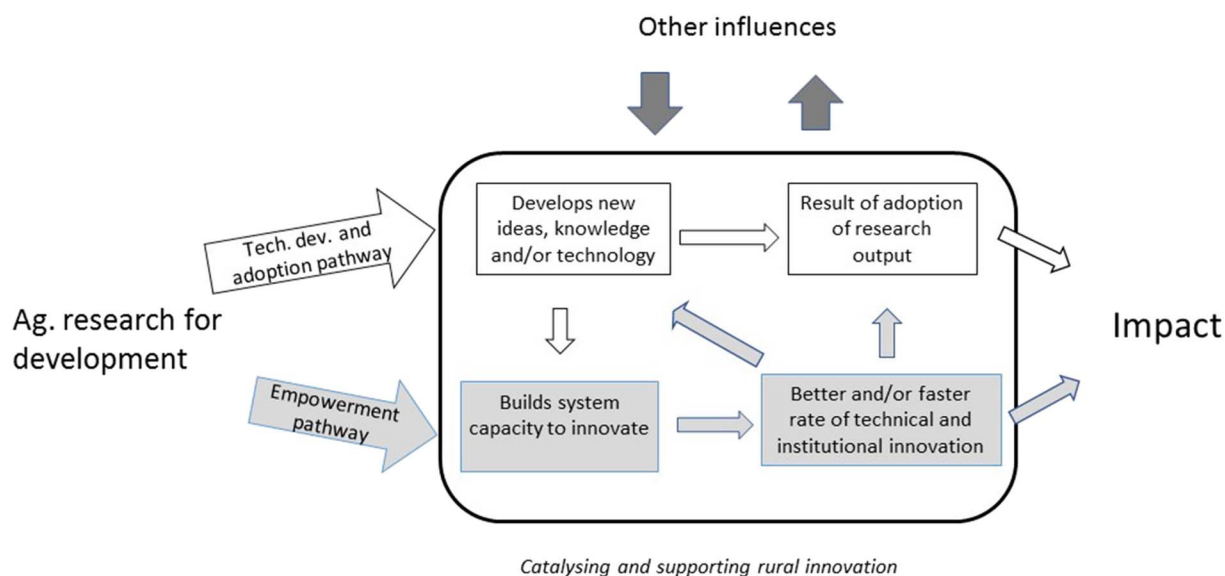 Other influences
Tech. dev. and
adoption pathway
Develops new
ideas, knowledge
and/or technology
Result of adoption
of research
output
Ag. research for
development
Impact
Empowerment
pathway
Builds system
capacity to innovate
Better and/or faster
rate of technical and
institutional innovation
Catalysing and supporting rural innovation